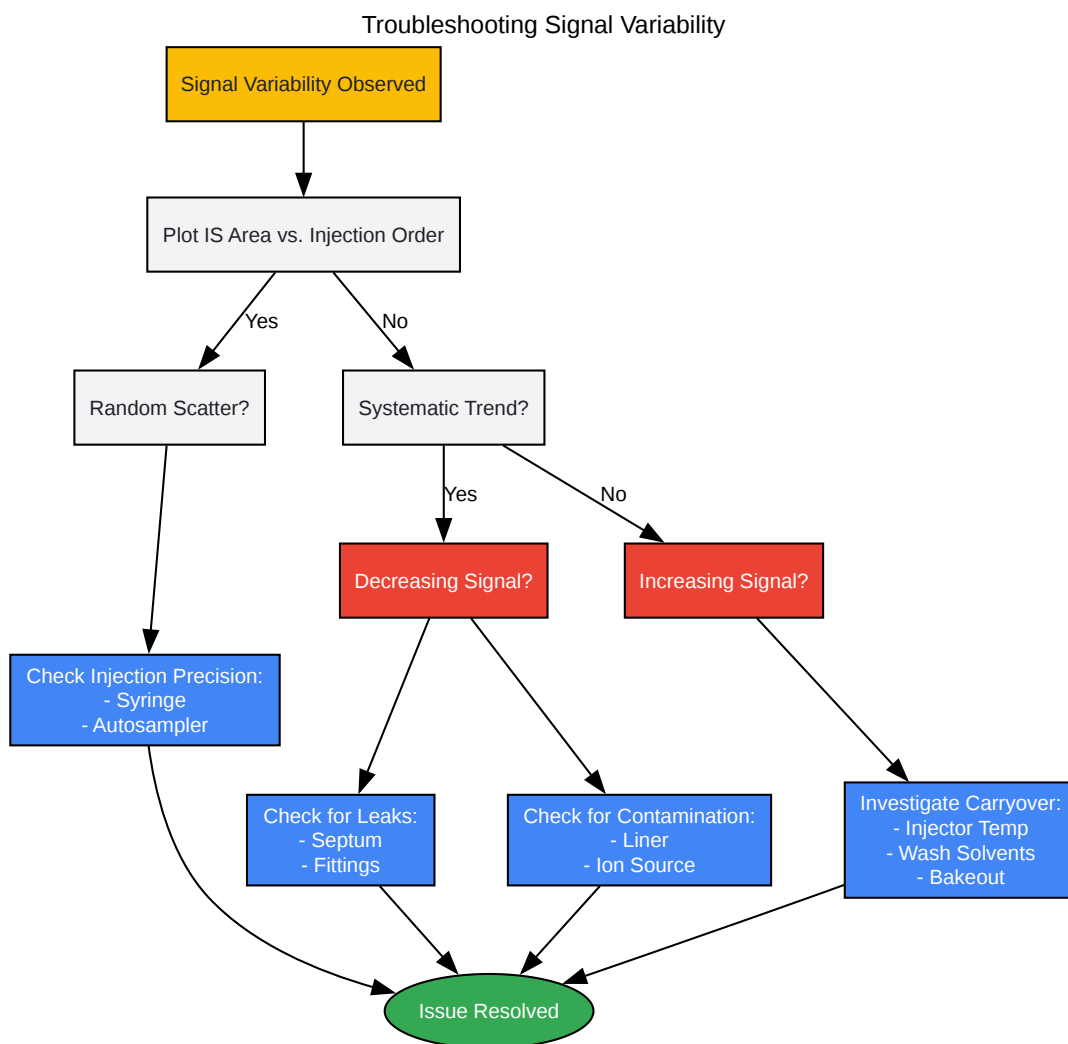 Troubleshooting Signal Variability
Signal Variability Observed
Plot IS Area vs. Injection Order
Yes
No
Random Scatter?
Systematic Trend?
Yes
No
Decreasing Signal?
Increasing Signal?
Check Injection Precision:
- Syringe
- Autosampler
Check for Leaks:
- Septum
- Fittings
Check for Contamination:
- Liner
- Ion Source
Investigate Carryover:
- Injector Temp
- Wash Solvents
- Bakeout
Issue Resolved